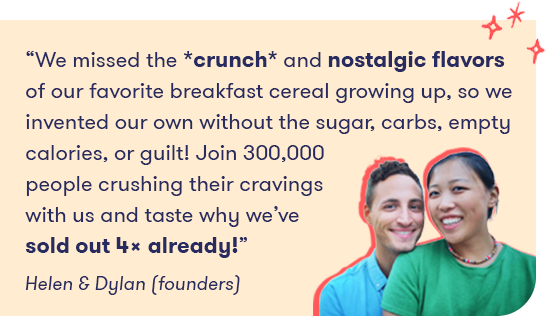 “We missed the *crunch* and nostalgic flavors
of our favorite breakfast cereal growing up, so we
invented our own without the sugar, carbs, empty
calories, or guilt! Join 300,000
people crushing their cravings
with us and taste why we’ve
sold out 4× already!”
Helen & Dylan (founders)